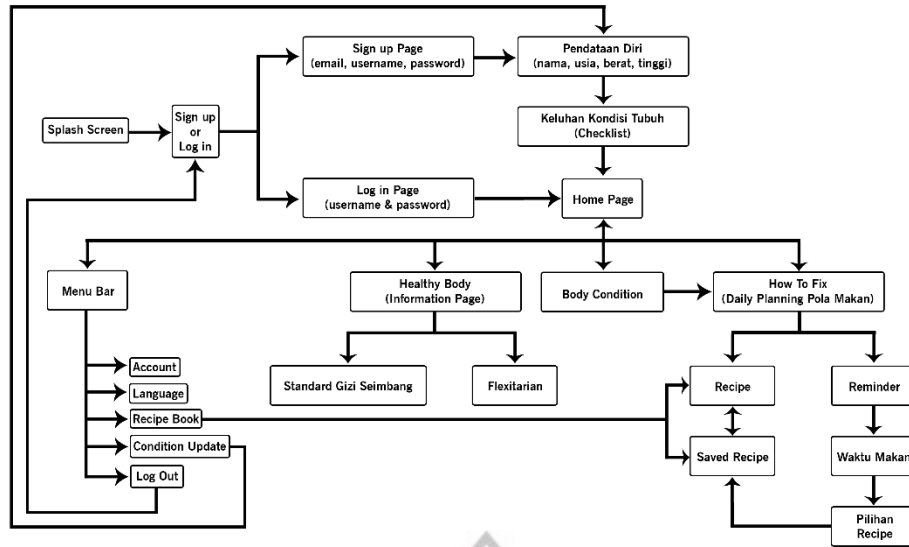 Sign up Page
(email, username, password)
Pendataan Diri
(nama, usia, berat, tinggi)
Splash Screen
Sign up
or
Log in
Keluhan Kondisi Tubuh
(Checklist)
Log in Page
(username & password)
Home Page
Menu Bar
Healthy Body
(Information Page)
Body Condition
How To Fix
(Daily Planning Pola Makan)
Account
Language
Recipe Book
Condition Update
Log Out
Standard Gizi Seimbang
Flexitarian
Recipe
Reminder
Saved Recipe
Waktu Makan
Pilihan
Recipe